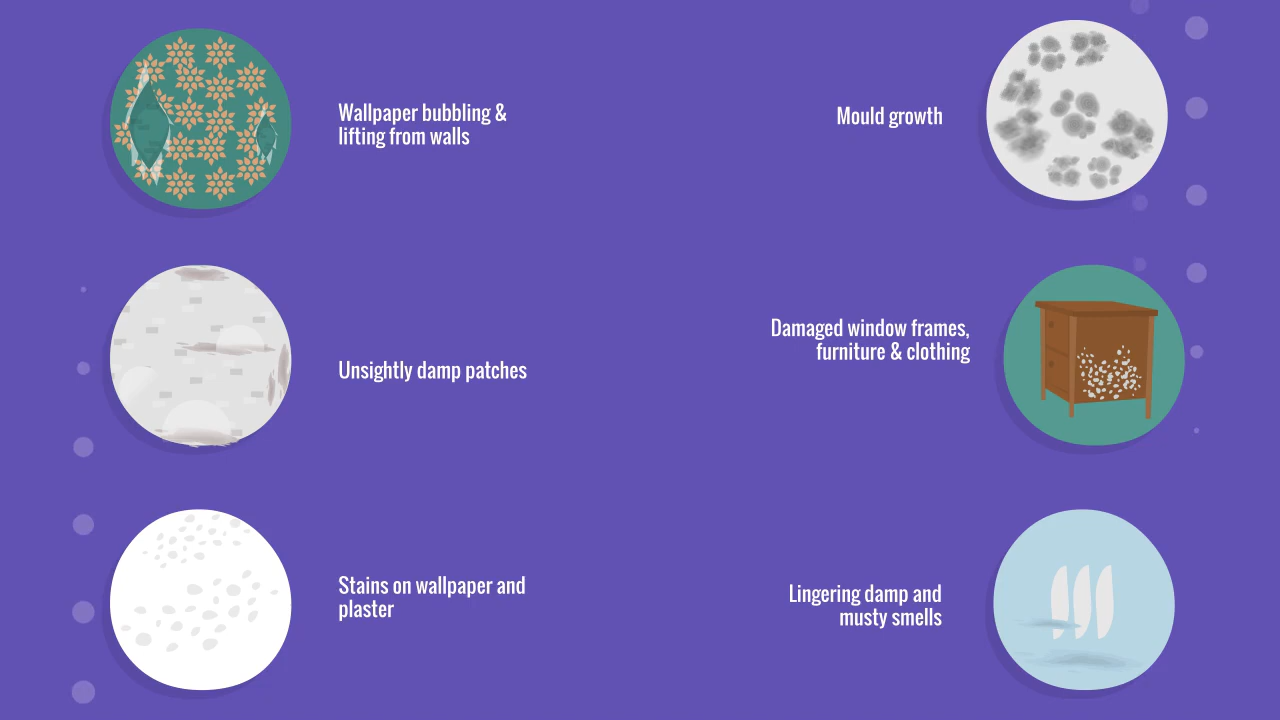 Wallpaper bubbling &
lifting from walls
Mould growth
Unsightly damp patches
Damaged window frames,
furniture & clothing
Stains on wallpaper and
plaster
Lingering damp and
musty smells